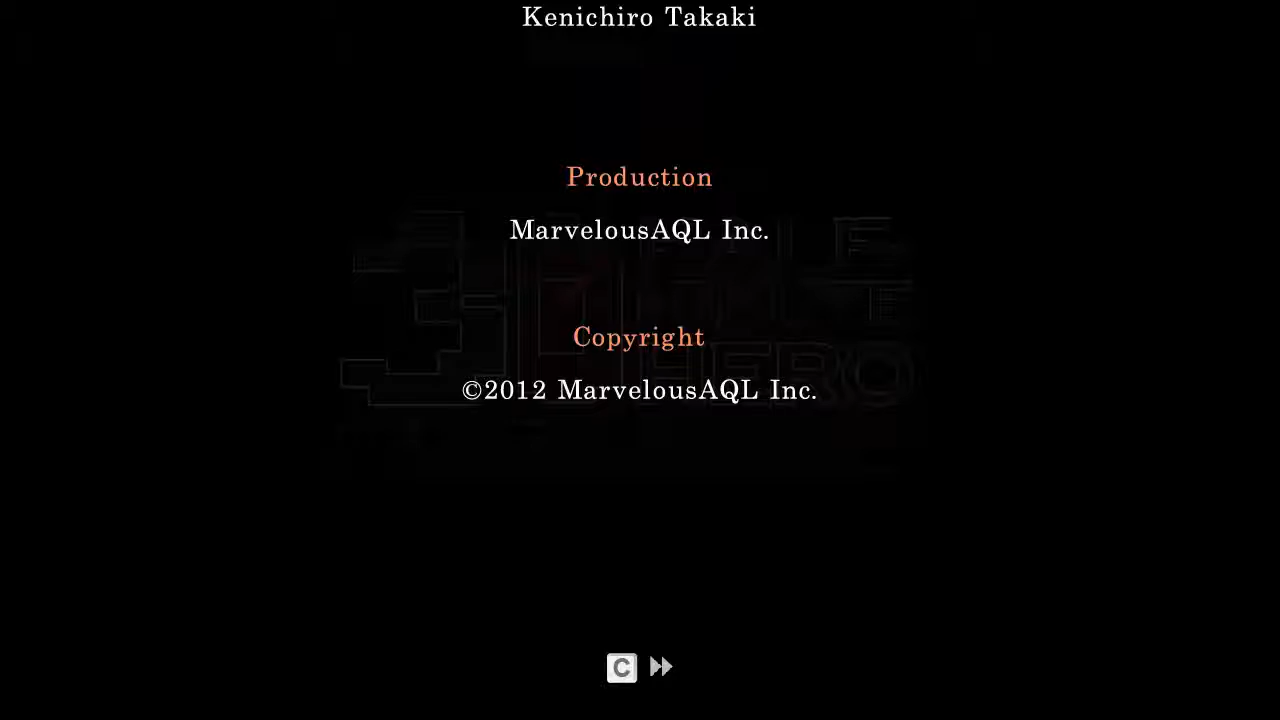 Kenichiro Takaki
Production
MarvelousAQL Inc.
Copyright
©2012 MarvelousAQL Inc.
C